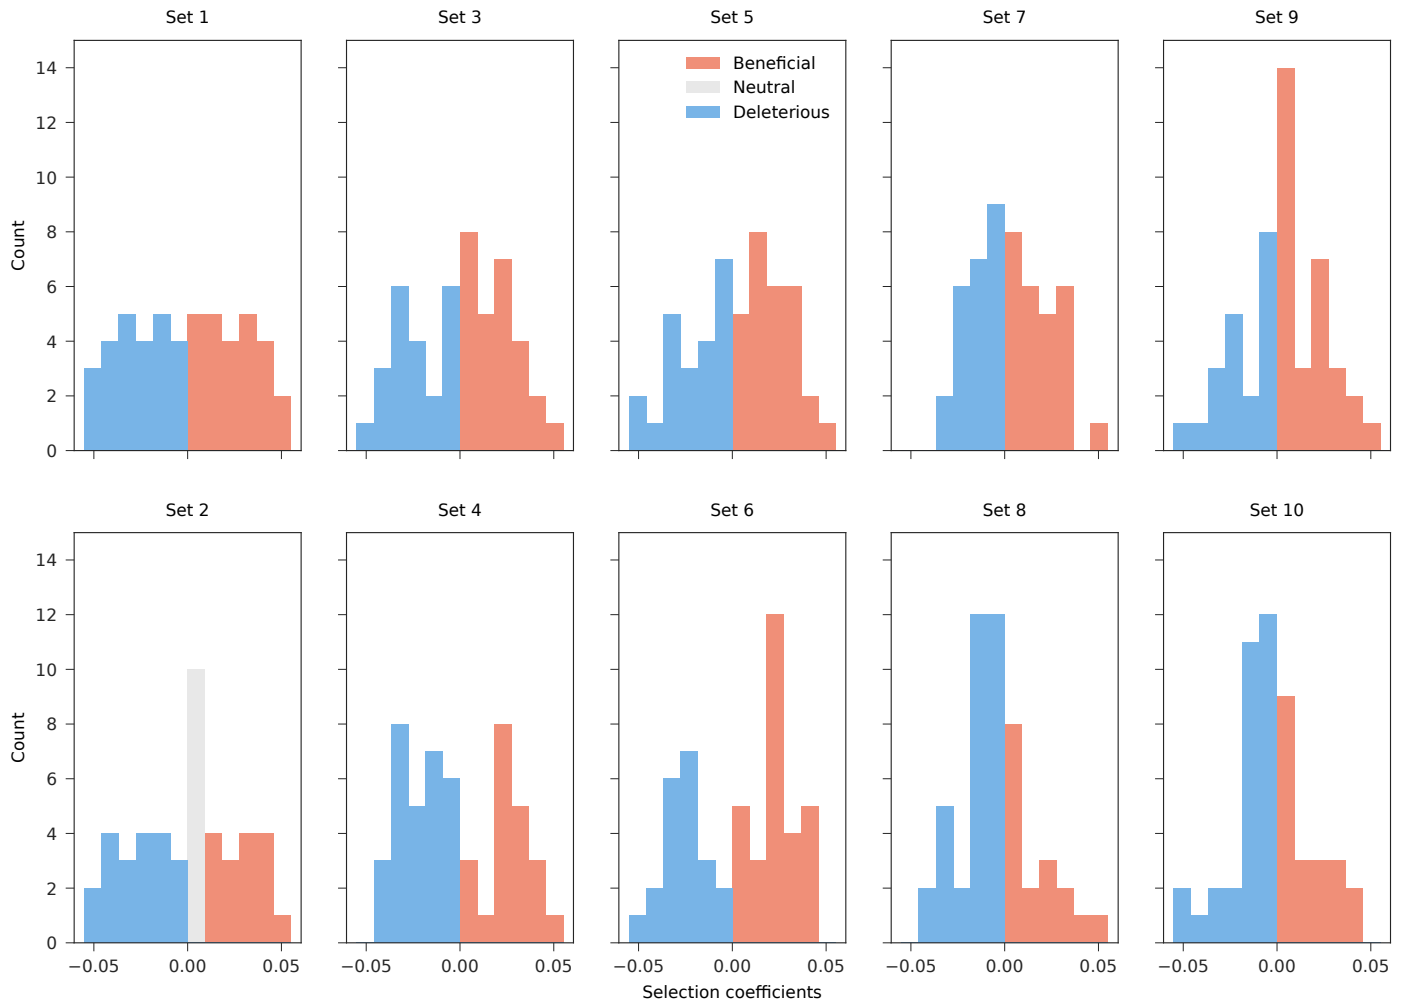 Set 1
Set 3
Set 5
Set 7
Set 9
14
12
10
8
6
4
2
0
Count
Beneficial
Neutral
Deleterious
Set 2
Set 4
Set 6
Set 8
Set 10
14
12
10
8
6
4
2
0
Count
−0.05 0.00 0.05
−0.05 0.00 0.05
−0.05 0.00 0.05
−0.05 0.00 0.05
−0.05 0.00 0.05
Selection coefficients